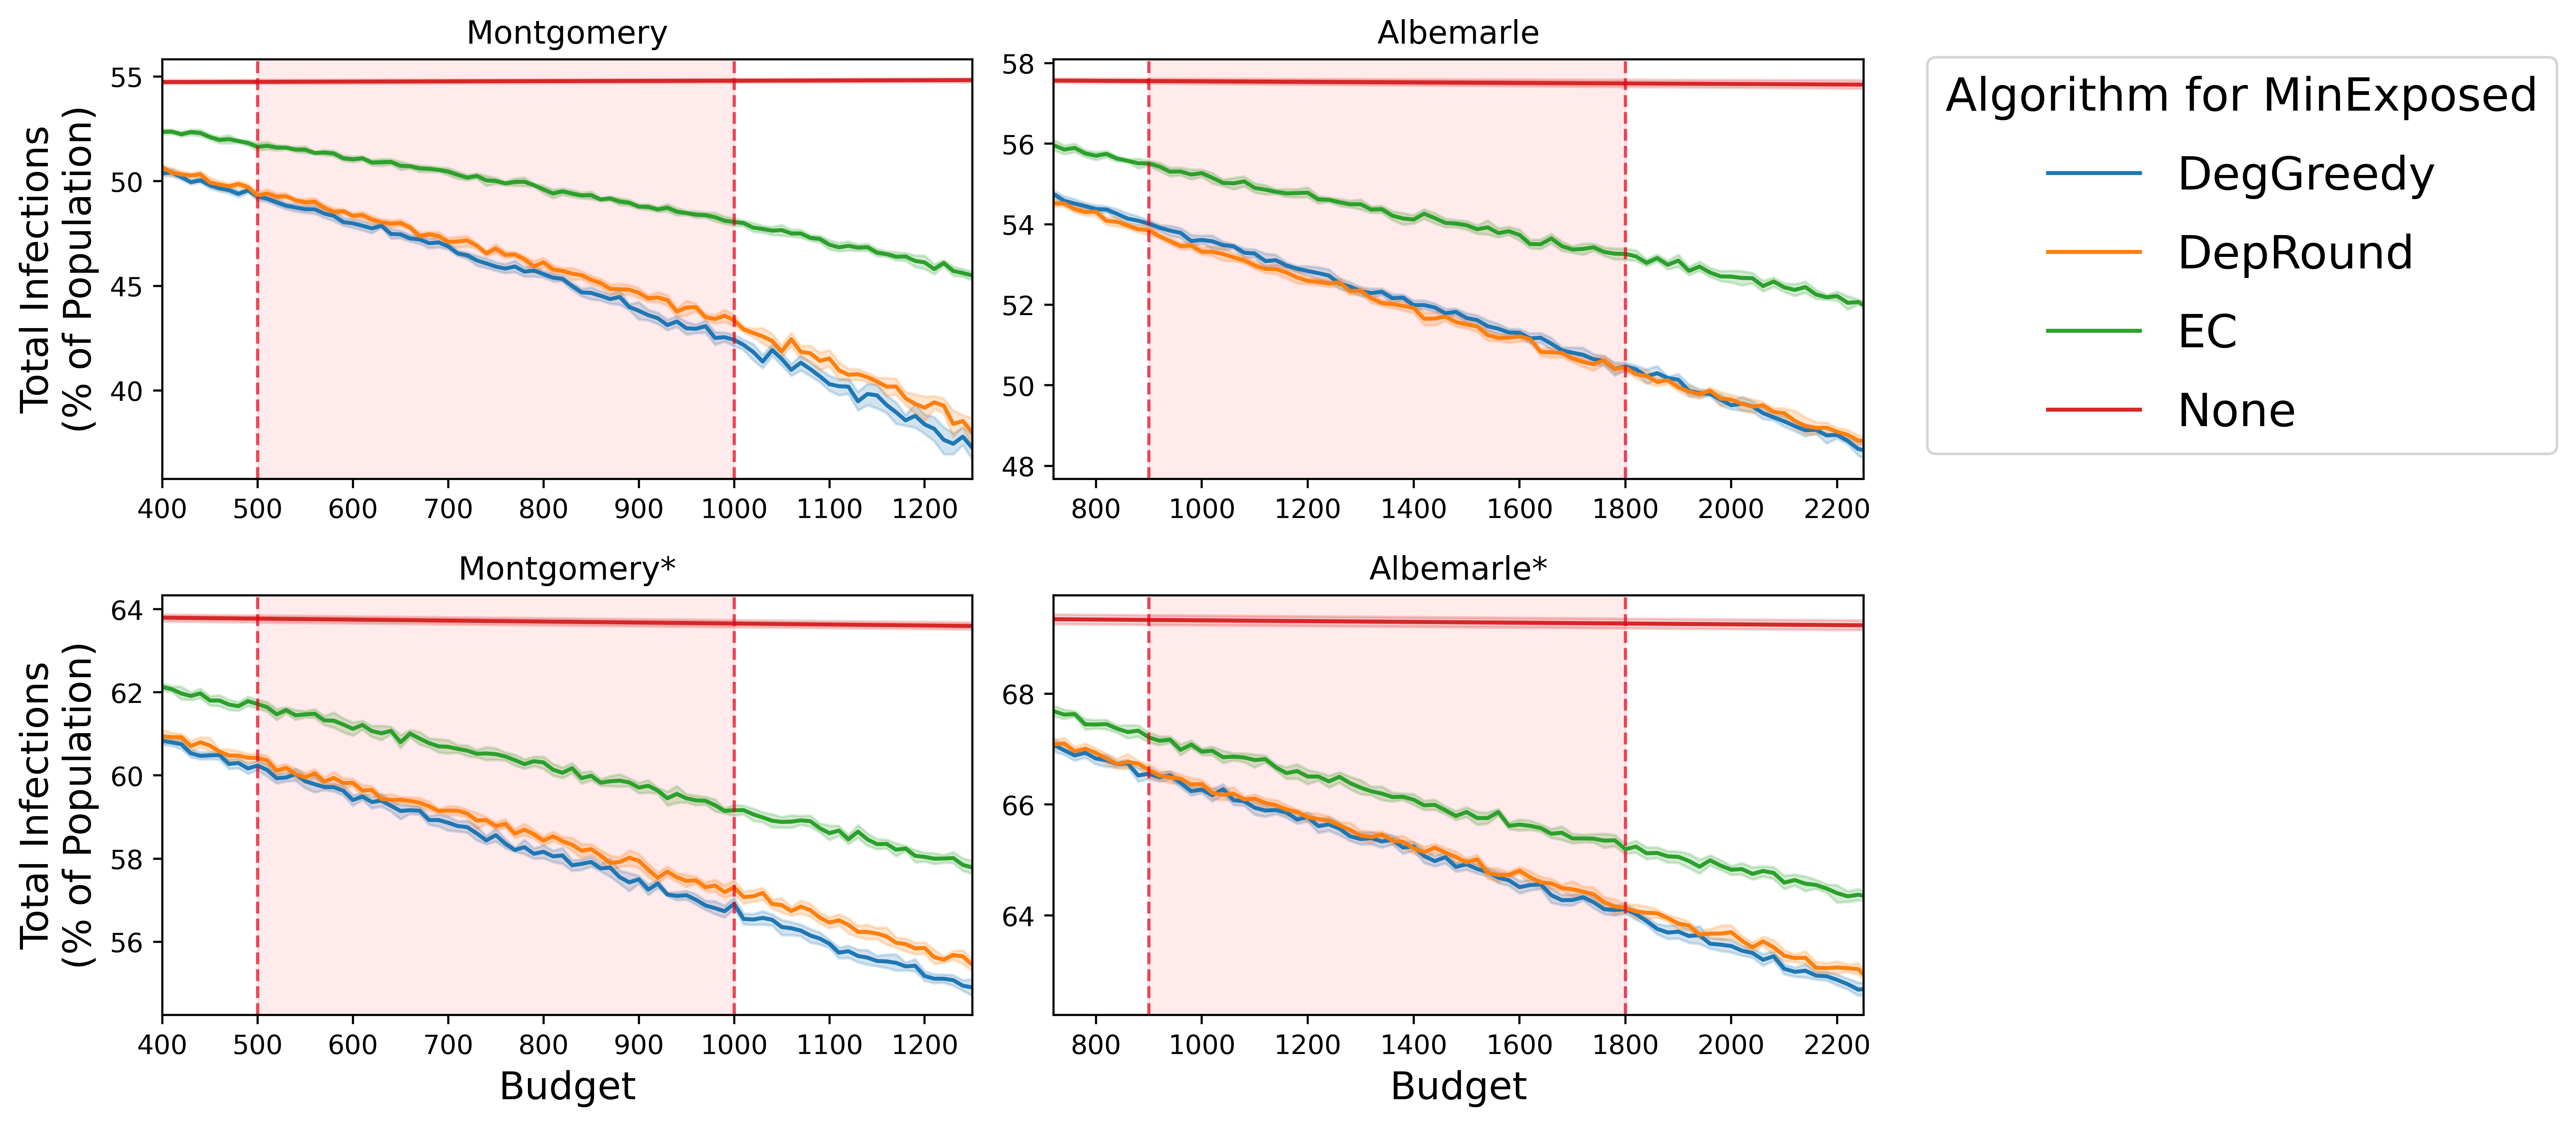 Montgomery
Albemarle
Algorithm for MinExposed
DegGreedy
DepRound
EC
None
Total Infections
(% of Population)
55
50
45
40
400 500 600 700 800 900 1000 1100 1200
58
56
54
52
50
48
800 1000 1200 1400 1600 1800 2000 2200
Montgomery*
Albemarle*
Total Infections
(% of Population)
64
62
60
58
56
400 500 600 700 800 900 1000 1100 1200
Budget
68
66
64
800 1000 1200 1400 1600 1800 2000 2200
Budget